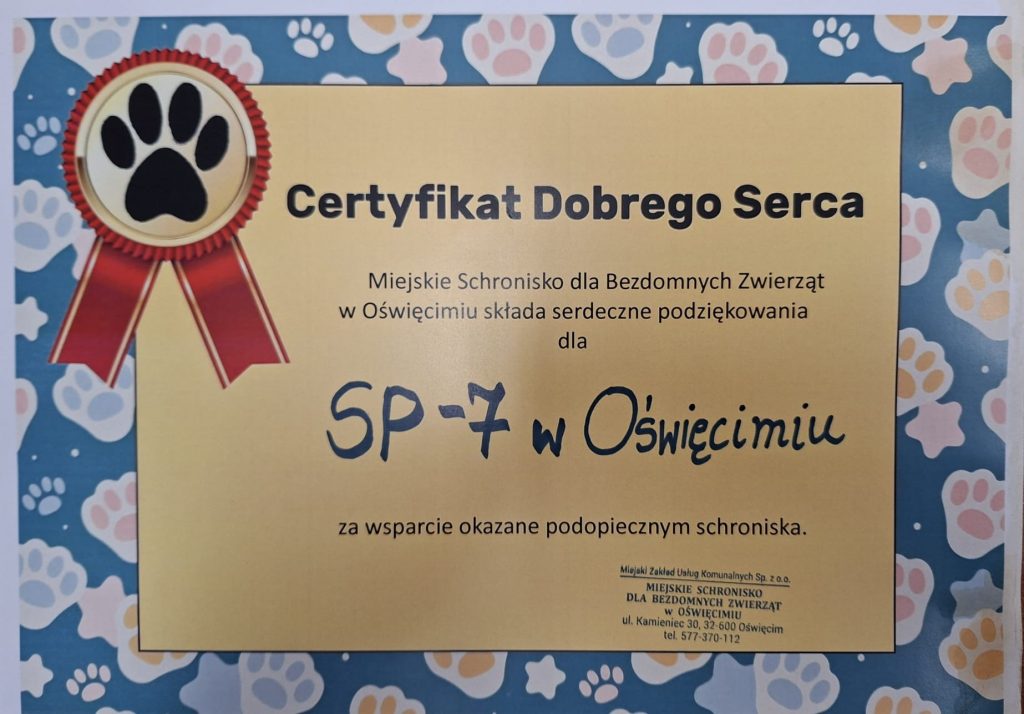 Certyfikat Dobrego Serca
Miejskie Schronisko dla Bezdomnych Zwierząt
w Oświęcimiu składa serdeczne podziękowania
dla
SP-7 w Oświęcimiu
za wsparcie okazane podopiecznym schroniska.
Miejski Zakład Usług Komunalnych Sp. z o.o.
MIEJSKIE SCHRONISKO
DLA BEZDOMNYCH ZWIERZĄT
w OŚWIĘCIMIU
ul. Kamieniec 30, 32-600 Oświęcim
tel. 577-370-112